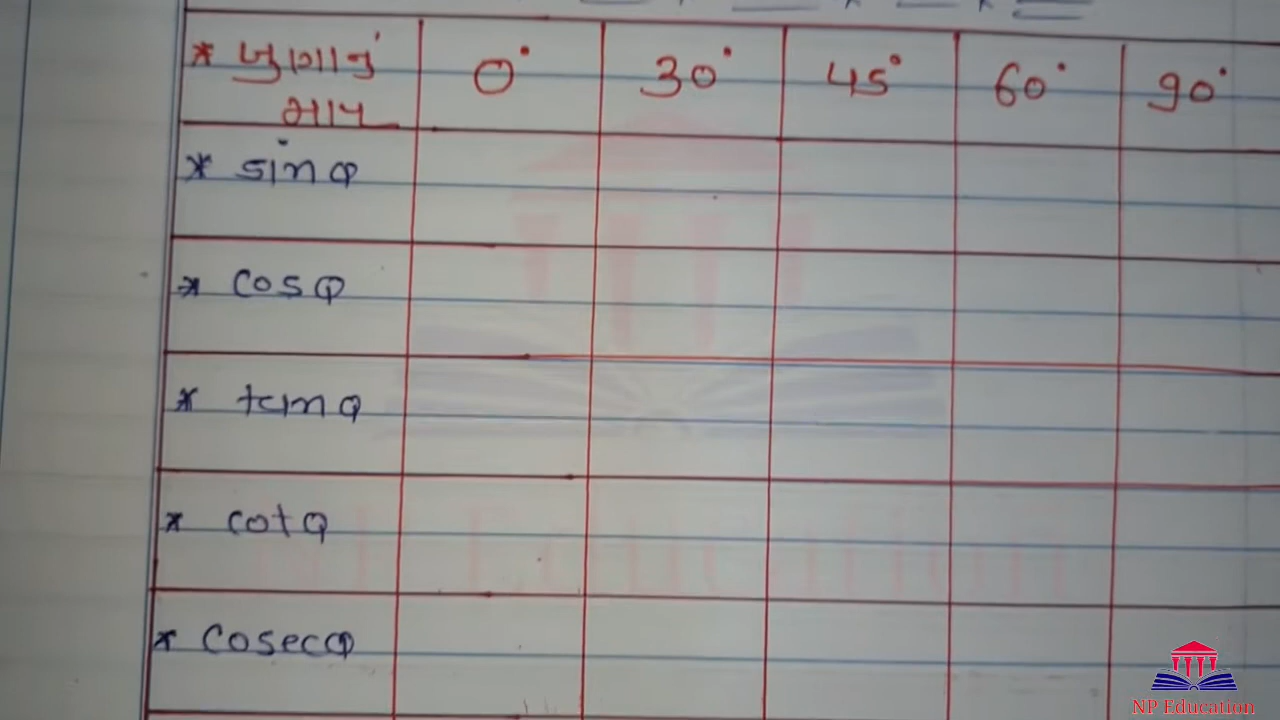 * ખુણાનું 0° 30° 45° 60° 90°
માપ
* sinθ
* cosθ
* tanθ
* cotθ
* cosecθ
NP Education